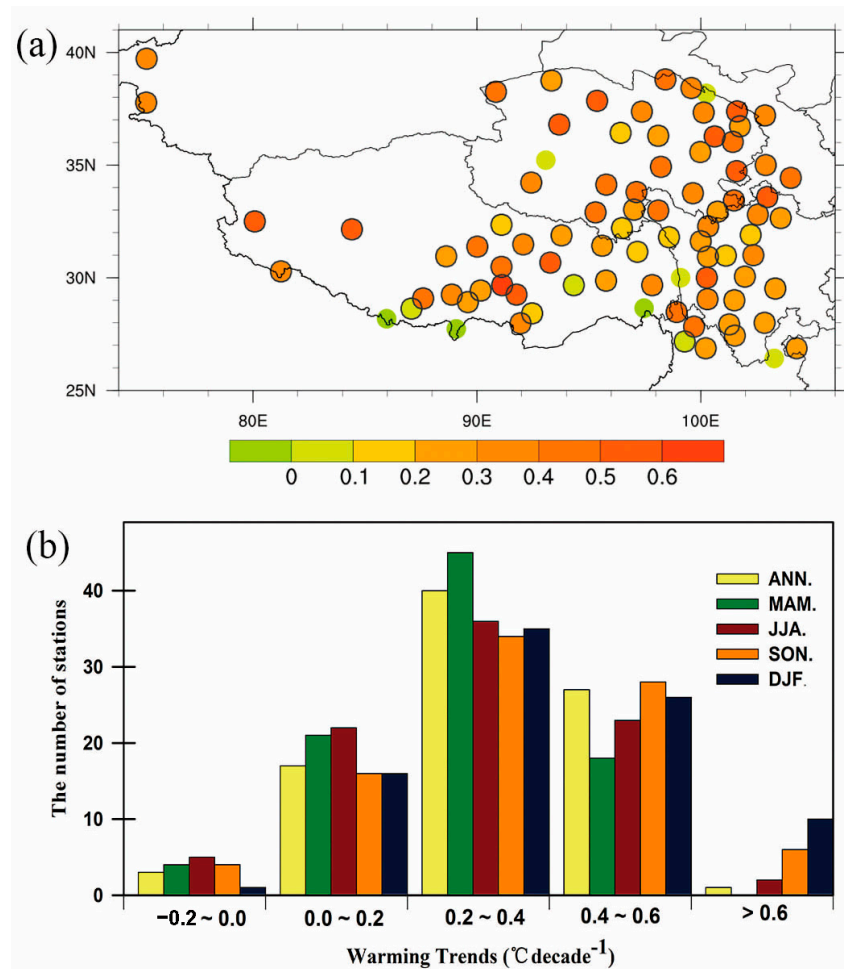 (a)
40N
35N
30N
25N
80E 90E 100E
0 0.1 0.2 0.3 0.4 0.5 0.6
(b)
The number of stations
40
30
20
10
0
ANN.
MAM.
JJA.
SON.
DJF.
−0.2 ~ 0.0 0.0 ~ 0.2 0.2 ~ 0.4 0.4 ~ 0.6 > 0.6
Warming Trends (℃ decade⁻¹)